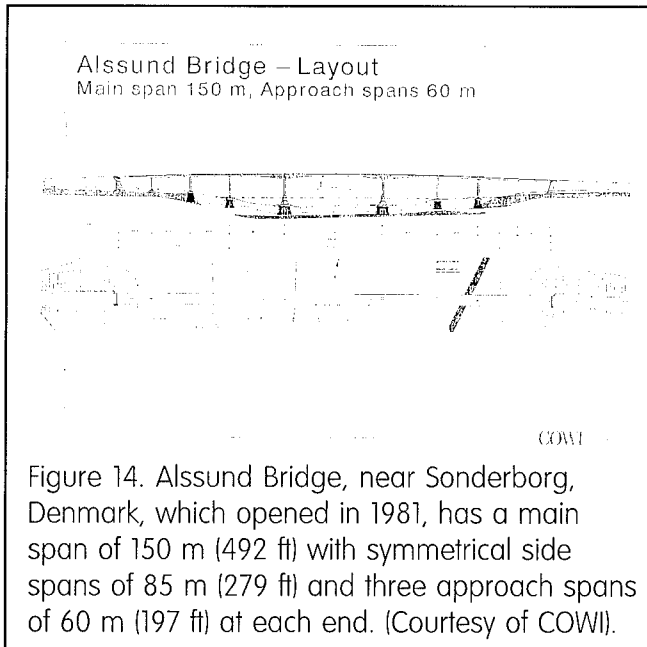 Alssund Bridge – Layout
Main span 150 m, Approach spans 60 m
COWI
Figure 14. Alssund Bridge, near Sonderborg,
Denmark, which opened in 1981, has a main
span of 150 m (492 ft) with symmetrical side
spans of 85 m (279 ft) and three approach spans
of 60 m (197 ft) at each end. (Courtesy of COWI).